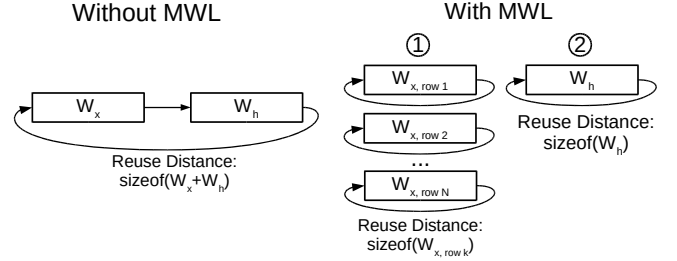 Without MWL
W_x
W_h
Reuse Distance:
sizeof(W_x+W_h)
With MWL
①
W_x, row 1
W_x, row 2
...
W_x, row N
Reuse Distance:
sizeof(W_x, row k)
②
W_h
Reuse Distance:
sizeof(W_h)